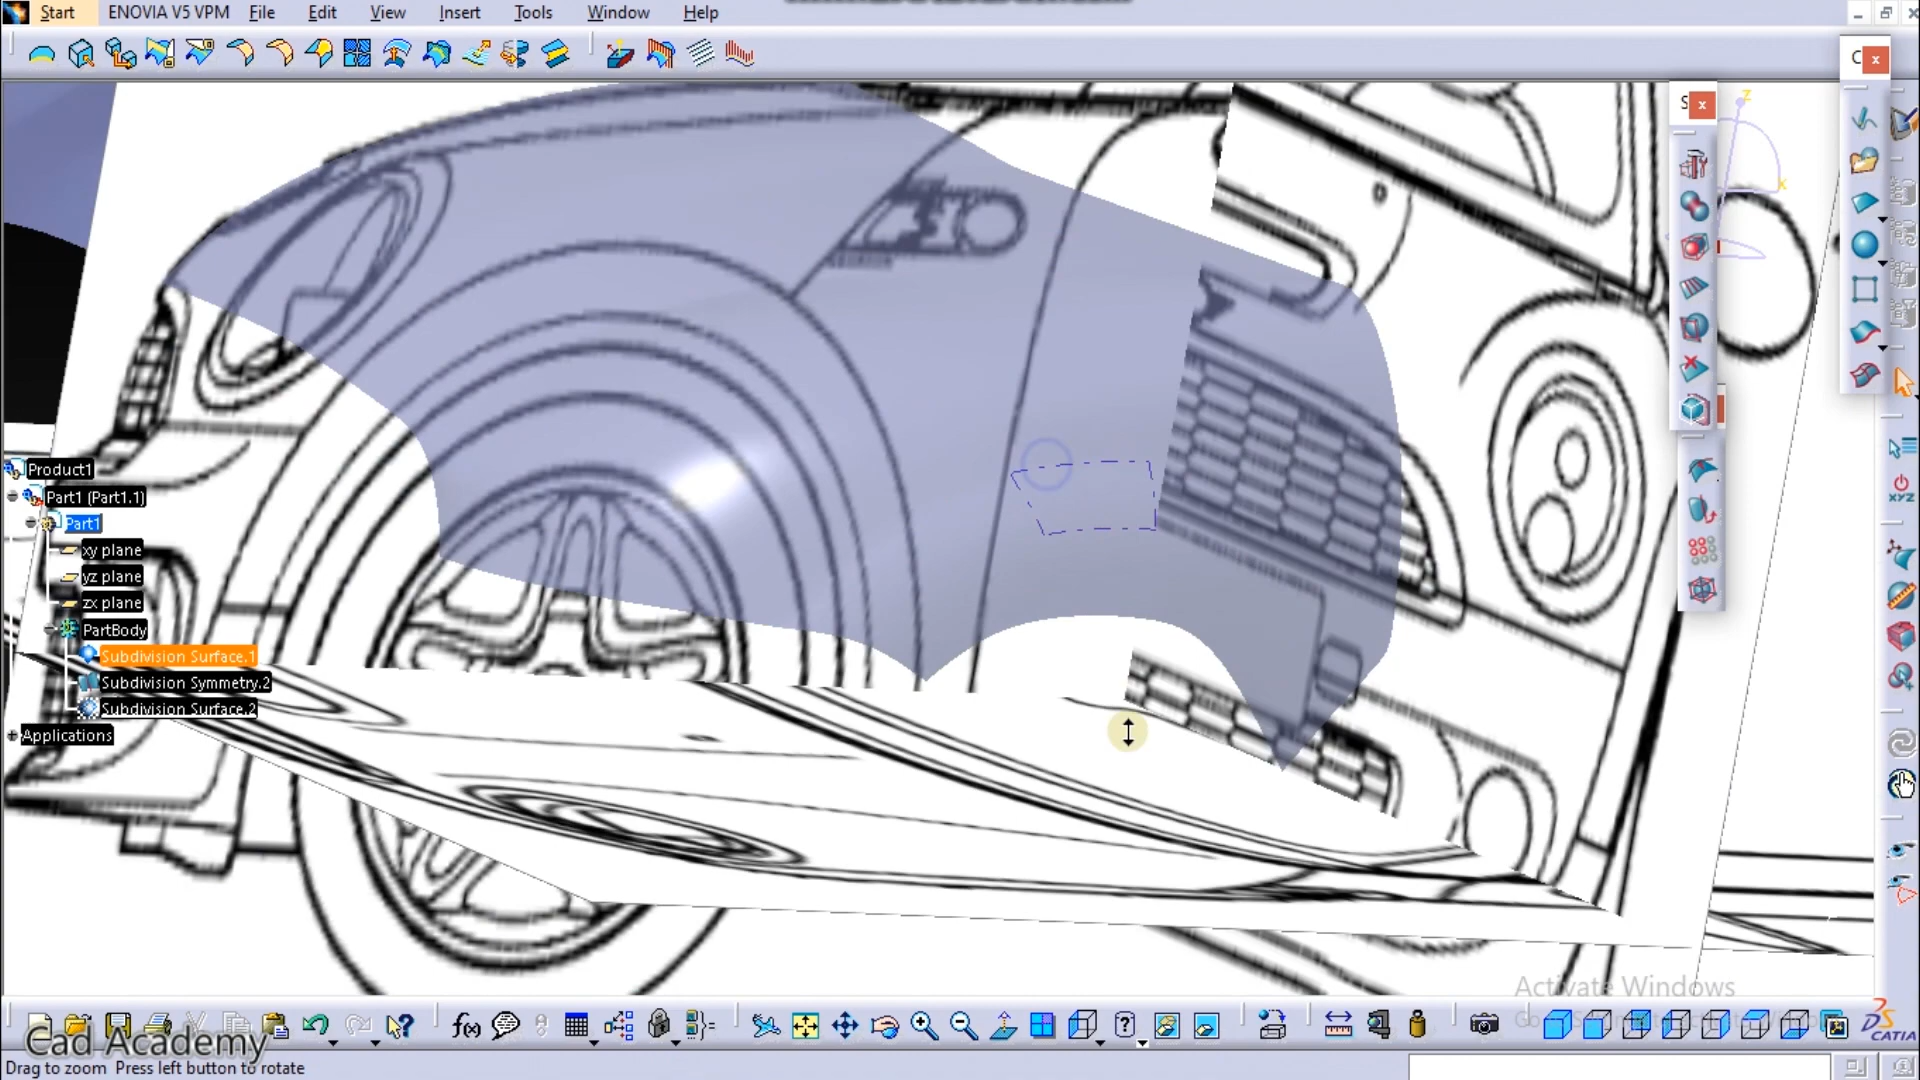 Start ENOVIA V5 VPM File Edit View Insert Tools Window Help
C
S
z
x
Product1
Part1 (Part1.1)
Part1
xy plane
yz plane
zx plane
PartBody
Subdivision Surface.1
Subdivision Symmetry.2
Subdivision Surface.2
Applications
XYZ
Activate Windows
f(x)
CATIA
Cad Academy
Drag to zoom Press left button to rotate